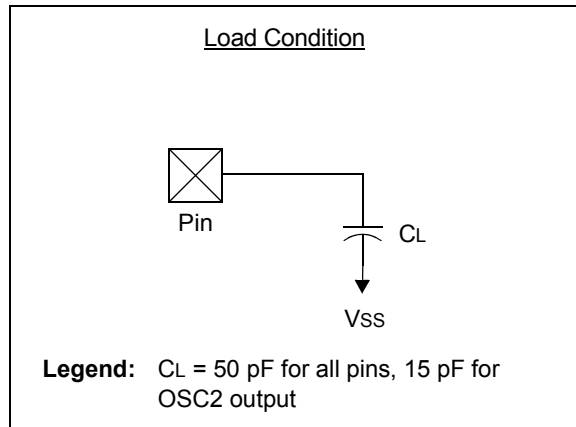 Load Condition
Pin
CL
VSS
Legend: CL = 50 pF for all pins, 15 pF for
OSC2 output